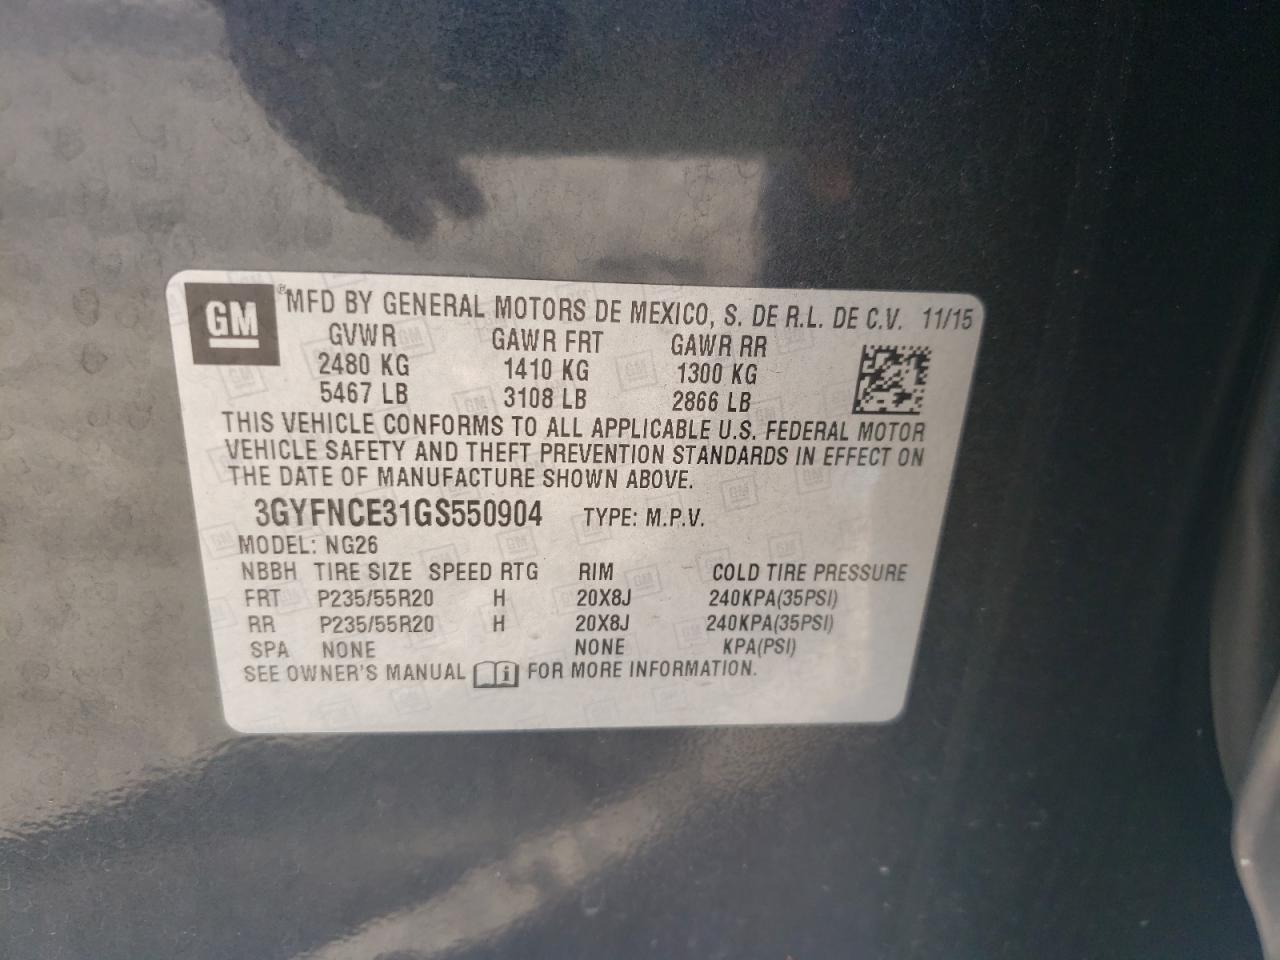 GM ® MFD BY GENERAL MOTORS DE MEXICO, S. DE R.L. DE C.V. 11/15
GVWR GAWR FRT GAWR RR
2480 KG 1410 KG 1300 KG
5467 LB 3108 LB 2866 LB
THIS VEHICLE CONFORMS TO ALL APPLICABLE U.S. FEDERAL MOTOR
VEHICLE SAFETY AND THEFT PREVENTION STANDARDS IN EFFECT ON
THE DATE OF MANUFACTURE SHOWN ABOVE.
3GYFNCE31GS550904 TYPE: M.P.V.
MODEL: NG26
NBBH TIRE SIZE SPEED RTG RIM COLD TIRE PRESSURE
FRT P235/55R20 H 20X8J 240KPA(35PSI)
RR P235/55R20 H 20X8J 240KPA(35PSI)
SPA NONE NONE KPA(PSI)
SEE OWNER'S MANUAL i FOR MORE INFORMATION.